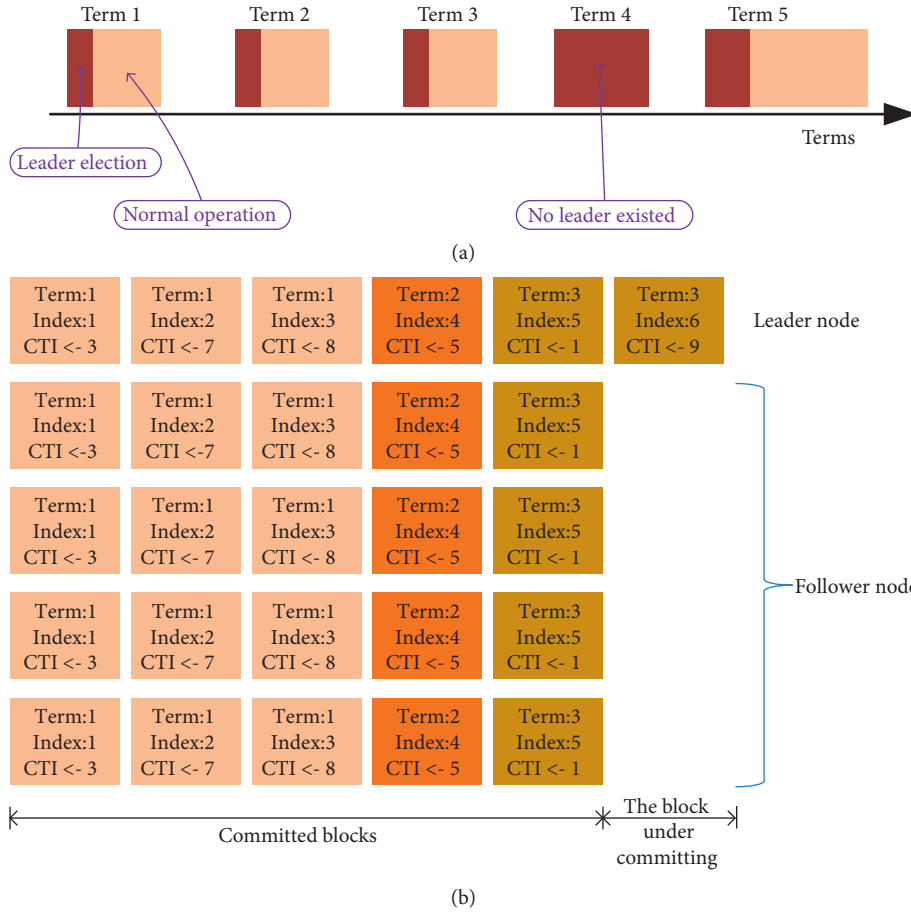 Term 1
Term 2
Term 3
Term 4
Term 5
Terms
Leader election
Normal operation
No leader existed
(a)
Term:1
Index:1
CTI <- 3
Term:1
Index:2
CTI <- 7
Term:1
Index:3
CTI <- 8
Term:2
Index:4
CTI <- 5
Term:3
Index:5
CTI <- 1
Term:3
Index:6
CTI <- 9
Leader node
Term:1
Index:1
CTI <-3
Term:1
Index:2
CTI <-7
Term:1
Index:3
CTI <- 8
Term:2
Index:4
CTI <- 5
Term:3
Index:5
CTI <- 1
Term:1
Index:1
CTI <- 3
Term:1
Index:2
CTI <- 7
Term:1
Index:3
CTI <- 8
Term:2
Index:4
CTI <- 5
Term:3
Index:5
CTI <- 1
Follower node
Term:1
Index:1
CTI <- 3
Term:1
Index:2
CTI <- 7
Term:1
Index:3
CTI <- 8
Term:2
Index:4
CTI <- 5
Term:3
Index:5
CTI <- 1
Term:1
Index:1
CTI <- 3
Term:1
Index:2
CTI <- 7
Term:1
Index:3
CTI <- 8
Term:2
Index:4
CTI <- 5
Term:3
Index:5
CTI <- 1
Committed blocks
The block
under
committing
(b)